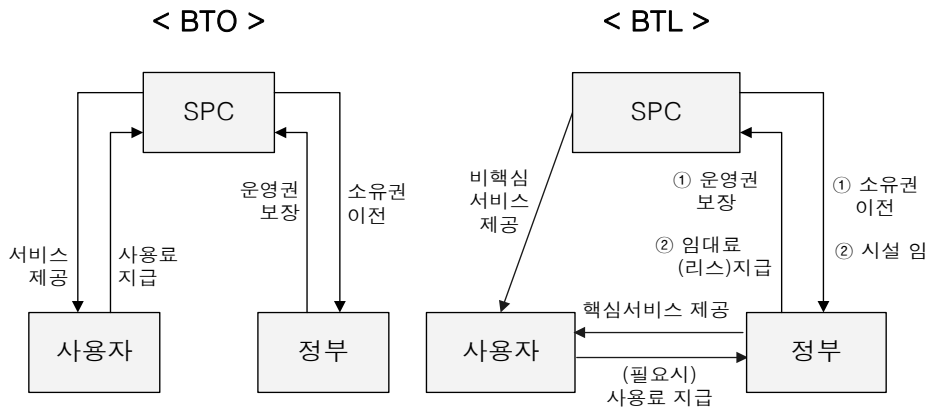 < BTO >
SPC
서비스
제공
사용료
지급
운영권
보장
소유권
이전
사용자
정부
< BTL >
SPC
비핵심
서비스
제공
① 운영권
보장
② 임대료
(리스)지급
① 소유권
이전
② 시설 임
핵심서비스 제공
(필요시)
사용료 지급
사용자
정부